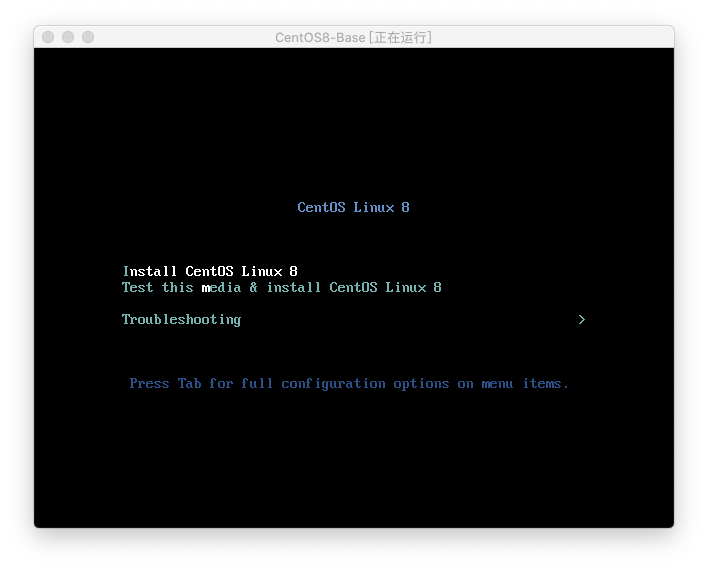 CentOS8-Base [正在运行]
CentOS Linux 8
Install CentOS Linux 8
Test this media & install CentOS Linux 8
Troubleshooting >
Press Tab for full configuration options on menu items.